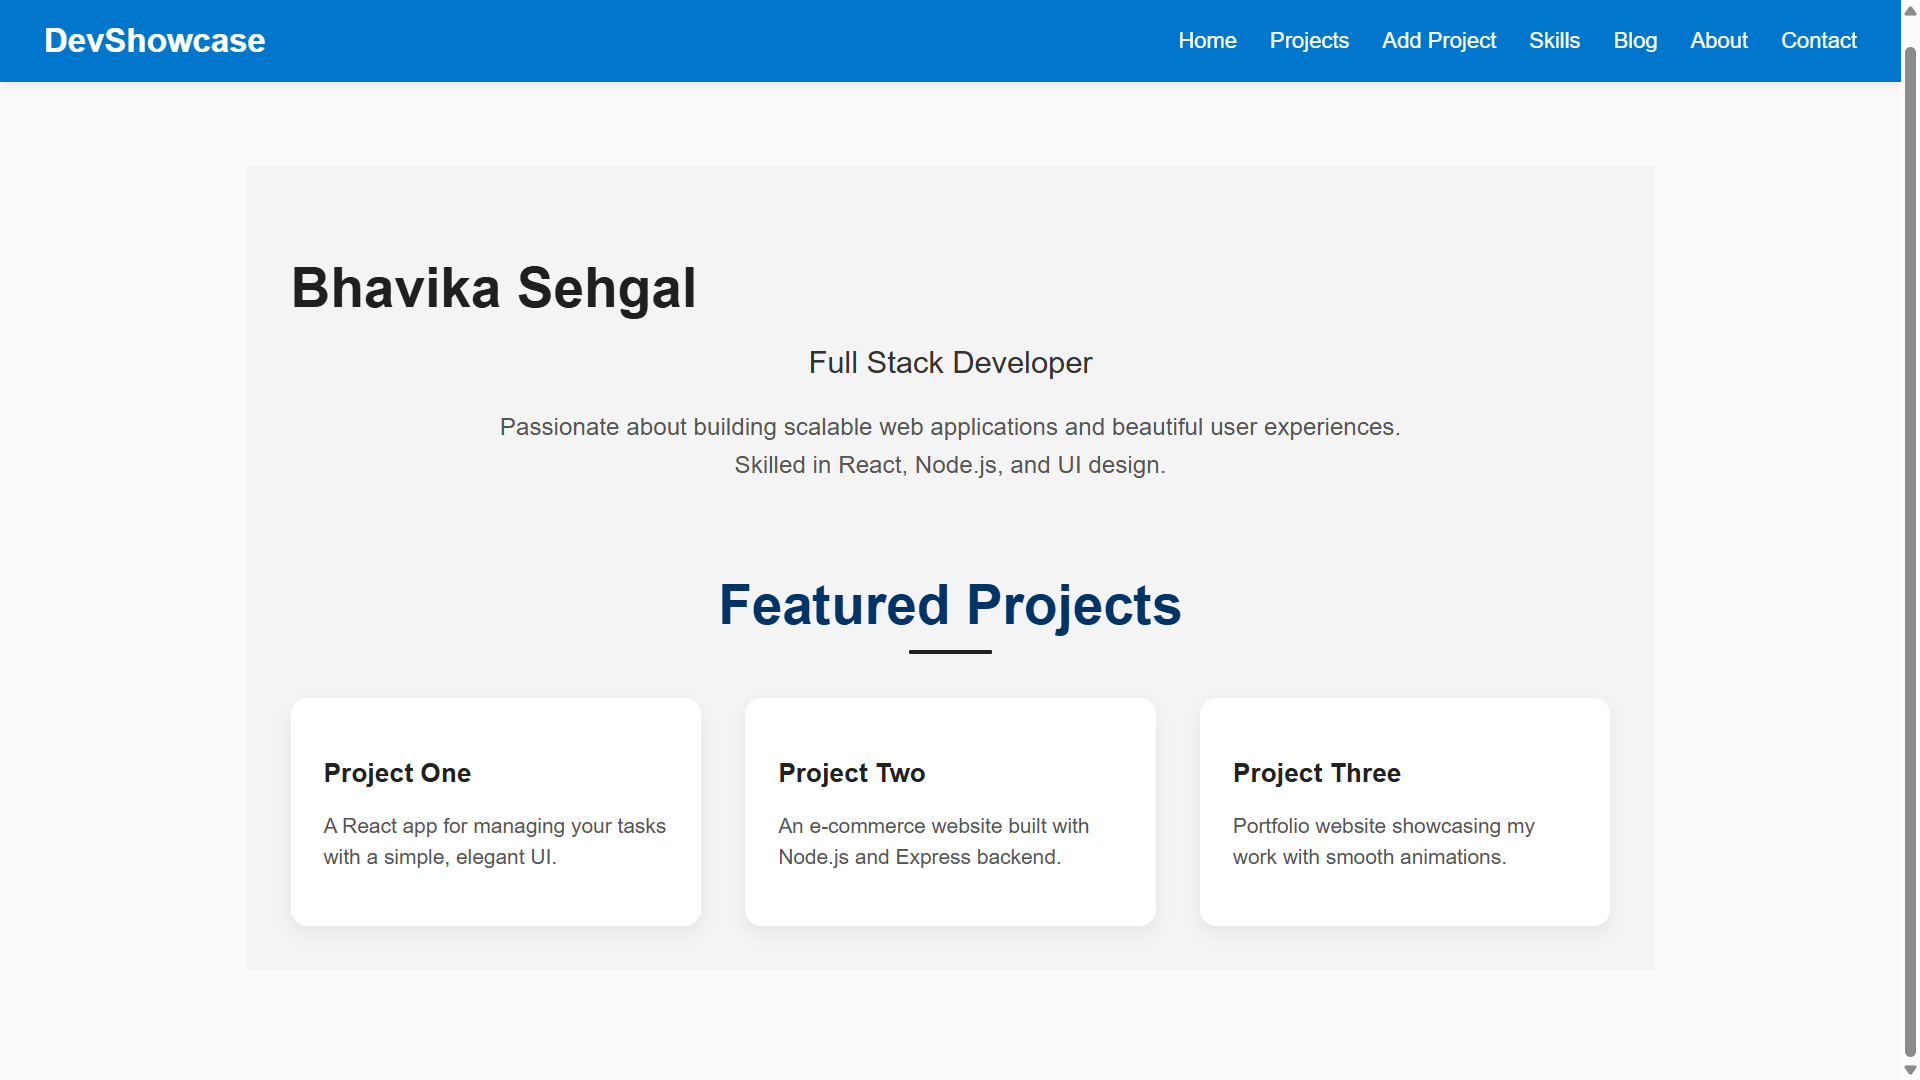 DevShowcase
Home Projects Add Project Skills Blog About Contact
Bhavika Sehgal
Full Stack Developer
Passionate about building scalable web applications and beautiful user experiences.
Skilled in React, Node.js, and UI design.
Featured Projects
Project One
A React app for managing your tasks
with a simple, elegant UI.
Project Two
An e-commerce website built with
Node.js and Express backend.
Project Three
Portfolio website showcasing my
work with smooth animations.